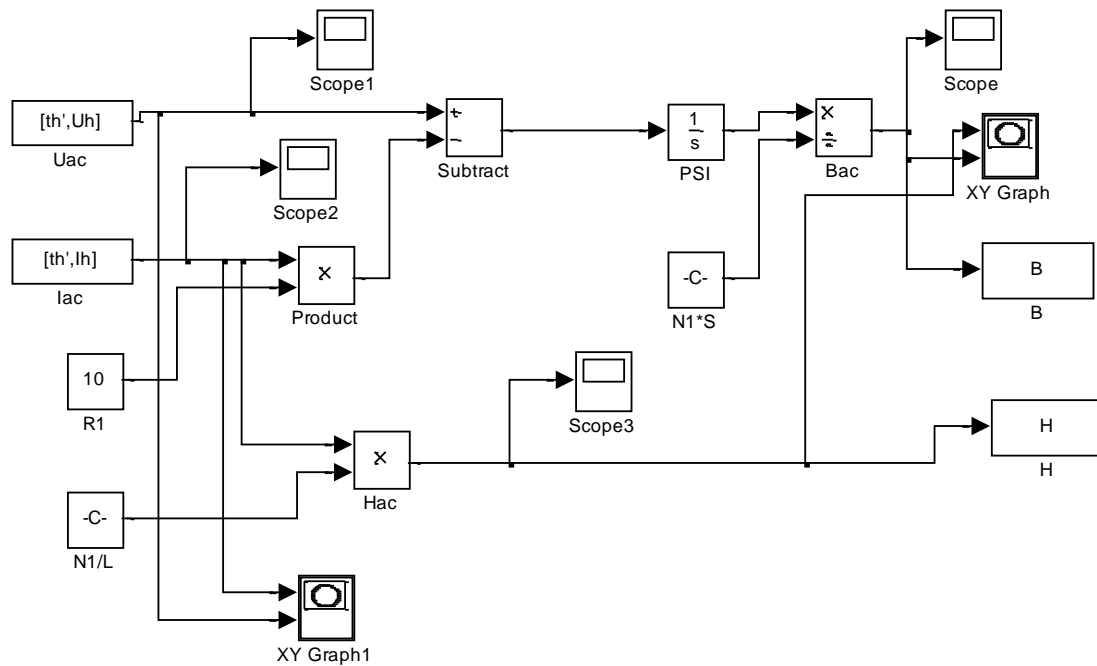 Scope1
Scope
[th',Uh]
Uac
+
-
Subtract
1
s
PSI
x
÷
Bac
XY Graph
Scope2
[th',Ih]
Iac
x
Product
-C-
N1*S
B
B
10
R1
Scope3
H
H
x
Hac
-C-
N1/L
XY Graph1